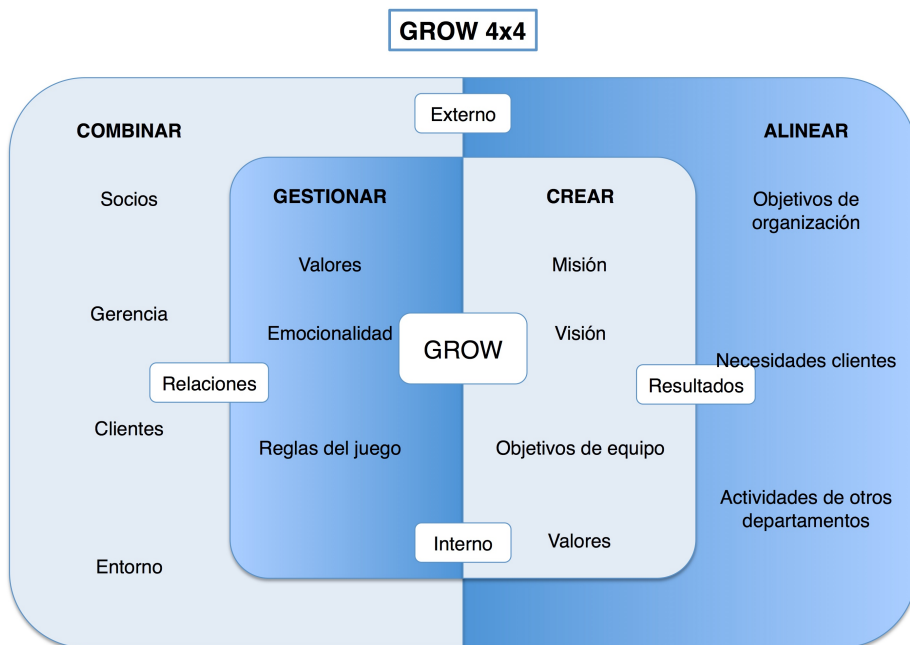 GROW 4x4
Externo
COMBINAR
Socios
Gerencia
Clientes
Entorno
Relaciones
GESTIONAR
Valores
Emocionalidad
Reglas del juego
GROW
Interno
CREAR
Misión
Visión
Objetivos de equipo
Valores
Resultados
ALINEAR
Objetivos de
organización
Necesidades clientes
Actividades de otros
departamentos